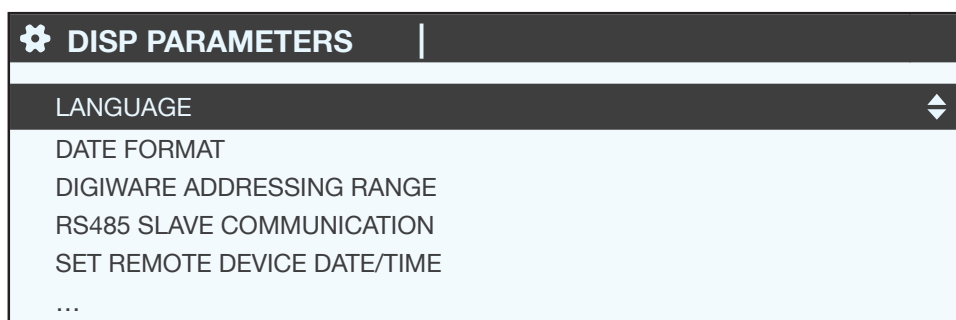 DISP PARAMETERS
LANGUAGE
DATE FORMAT
DIGIWARE ADDRESSING RANGE
RS485 SLAVE COMMUNICATION
SET REMOTE DEVICE DATE/TIME
…